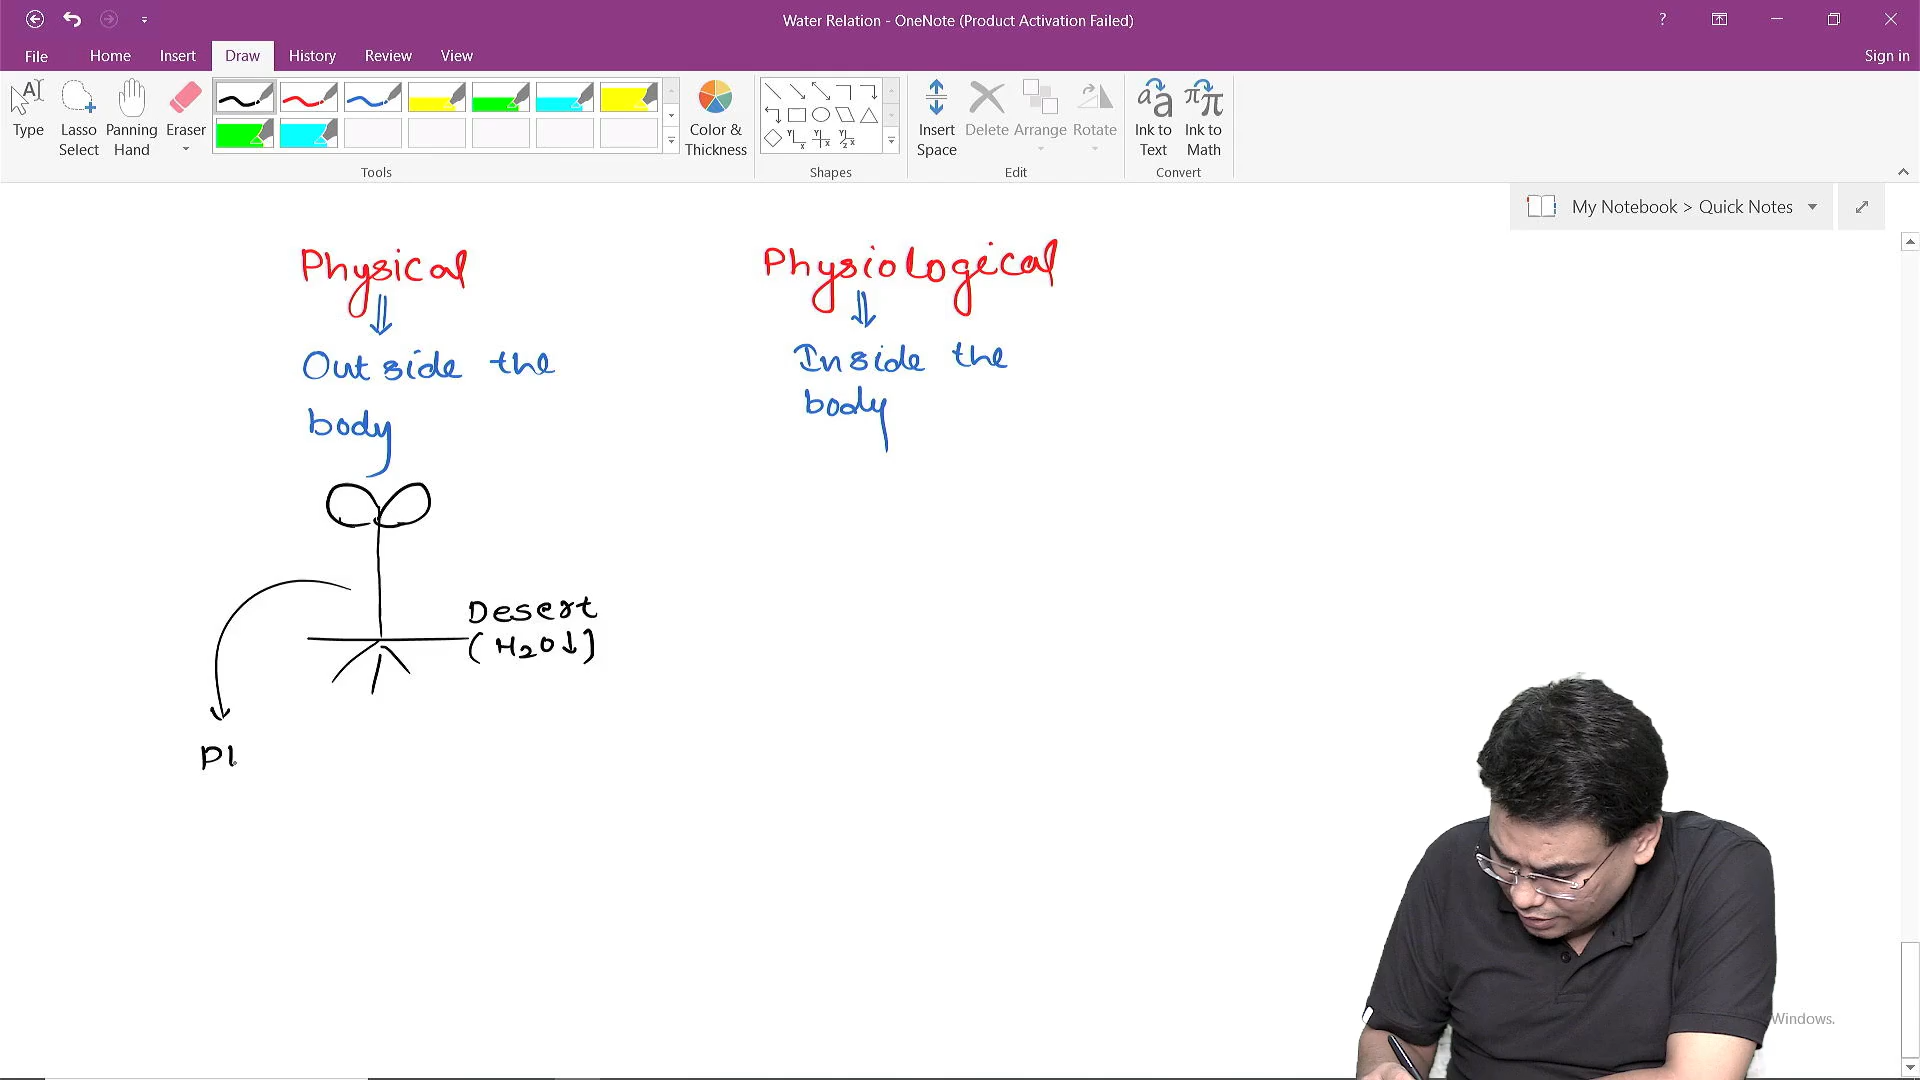 Water Relation - OneNote (Product Activation Failed)
?
File Home Insert Draw History Review View
Sign in
Type
Lasso Select
Panning Hand
Eraser
Color & Thickness
Insert Space
Delete
Arrange
Rotate
Ink to Text
Ink to Math
Tools
Shapes
Edit
Convert
My Notebook > Quick Notes
Physical
Physiological
⇓
⇓
Outside the
body
Inside the
body
Desert
(H2O↓)
Pl
Windows.